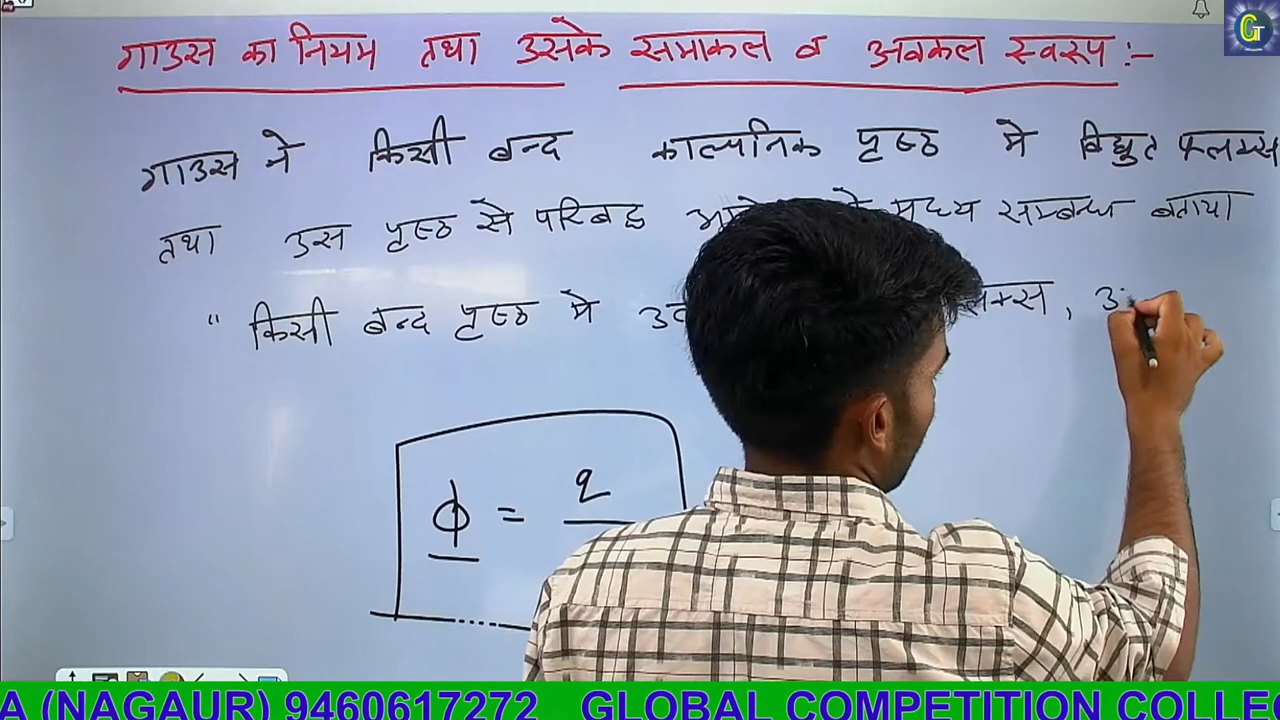 गाउस का नियम तथा उसके समाकल व अवकल स्वरूप :-
गाउस ने किसी बन्द काल्पनिक पृष्ठ मे विद्युत फ्लक्स
तथा उस पृष्ठ से परिबद्ध मध्य सम्बन्ध बताया
" किसी बन्द पृष्ठ मे
ϕ = q
A (NAGAUR) 9460617272 GLOBAL COMPETITION COLLE